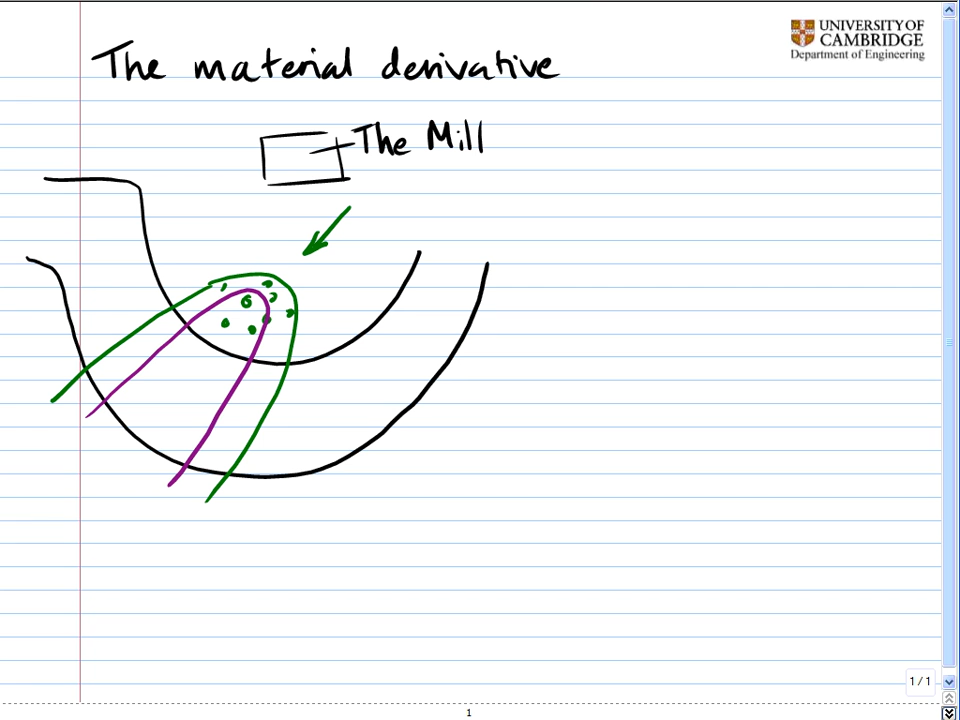 UNIVERSITY OF
CAMBRIDGE
Department of Engineering
The material derivative
The Mill
1 / 1
1